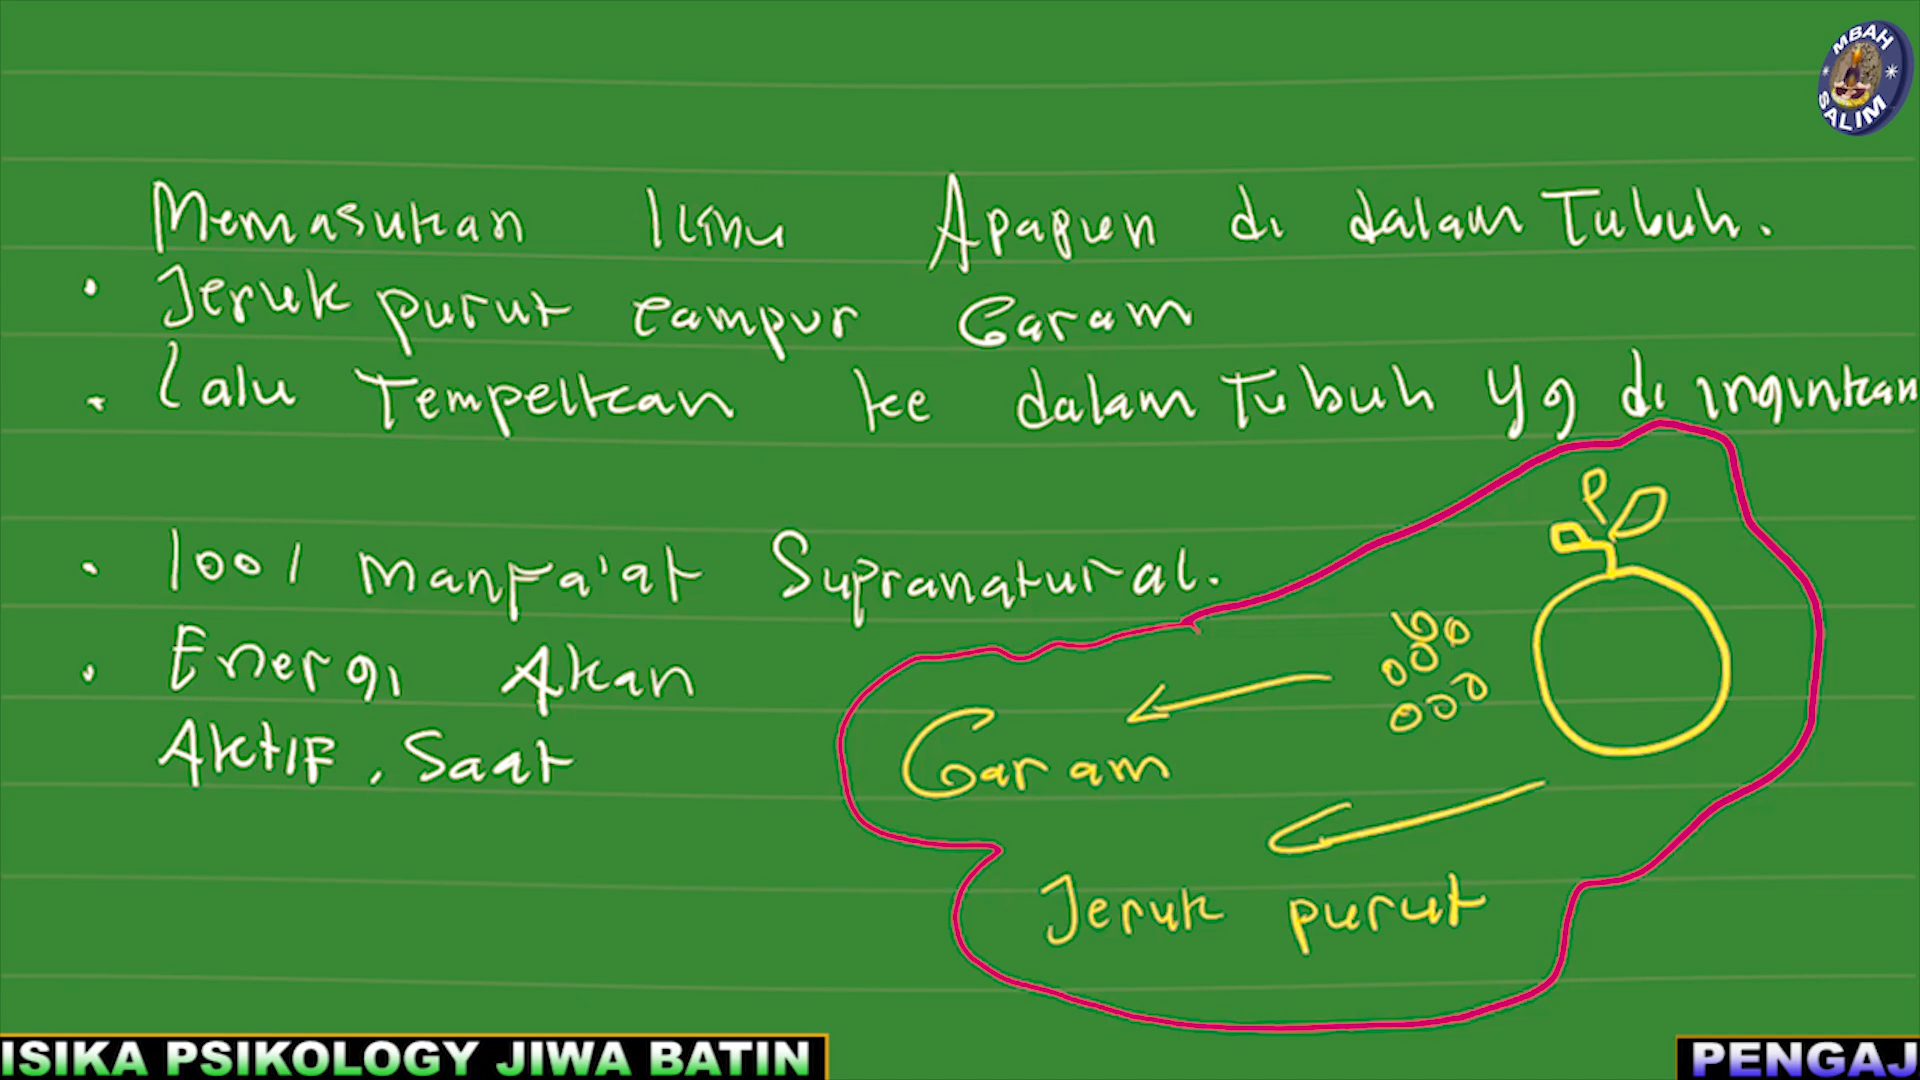 MBAH SALIM
Memasukan Ilmu Apapun di dalam Tubuh.
• Jeruk purut campur Garam
• Lalu Tempelkan ke dalam Tubuh yg di inginkan
• 1001 manfa'at Supranatural.
• Energi Akan
Aktif, Saat
Garam
Jeruk purut
ISIKA PSIKOLOGY JIWA BATIN
PENGAJ